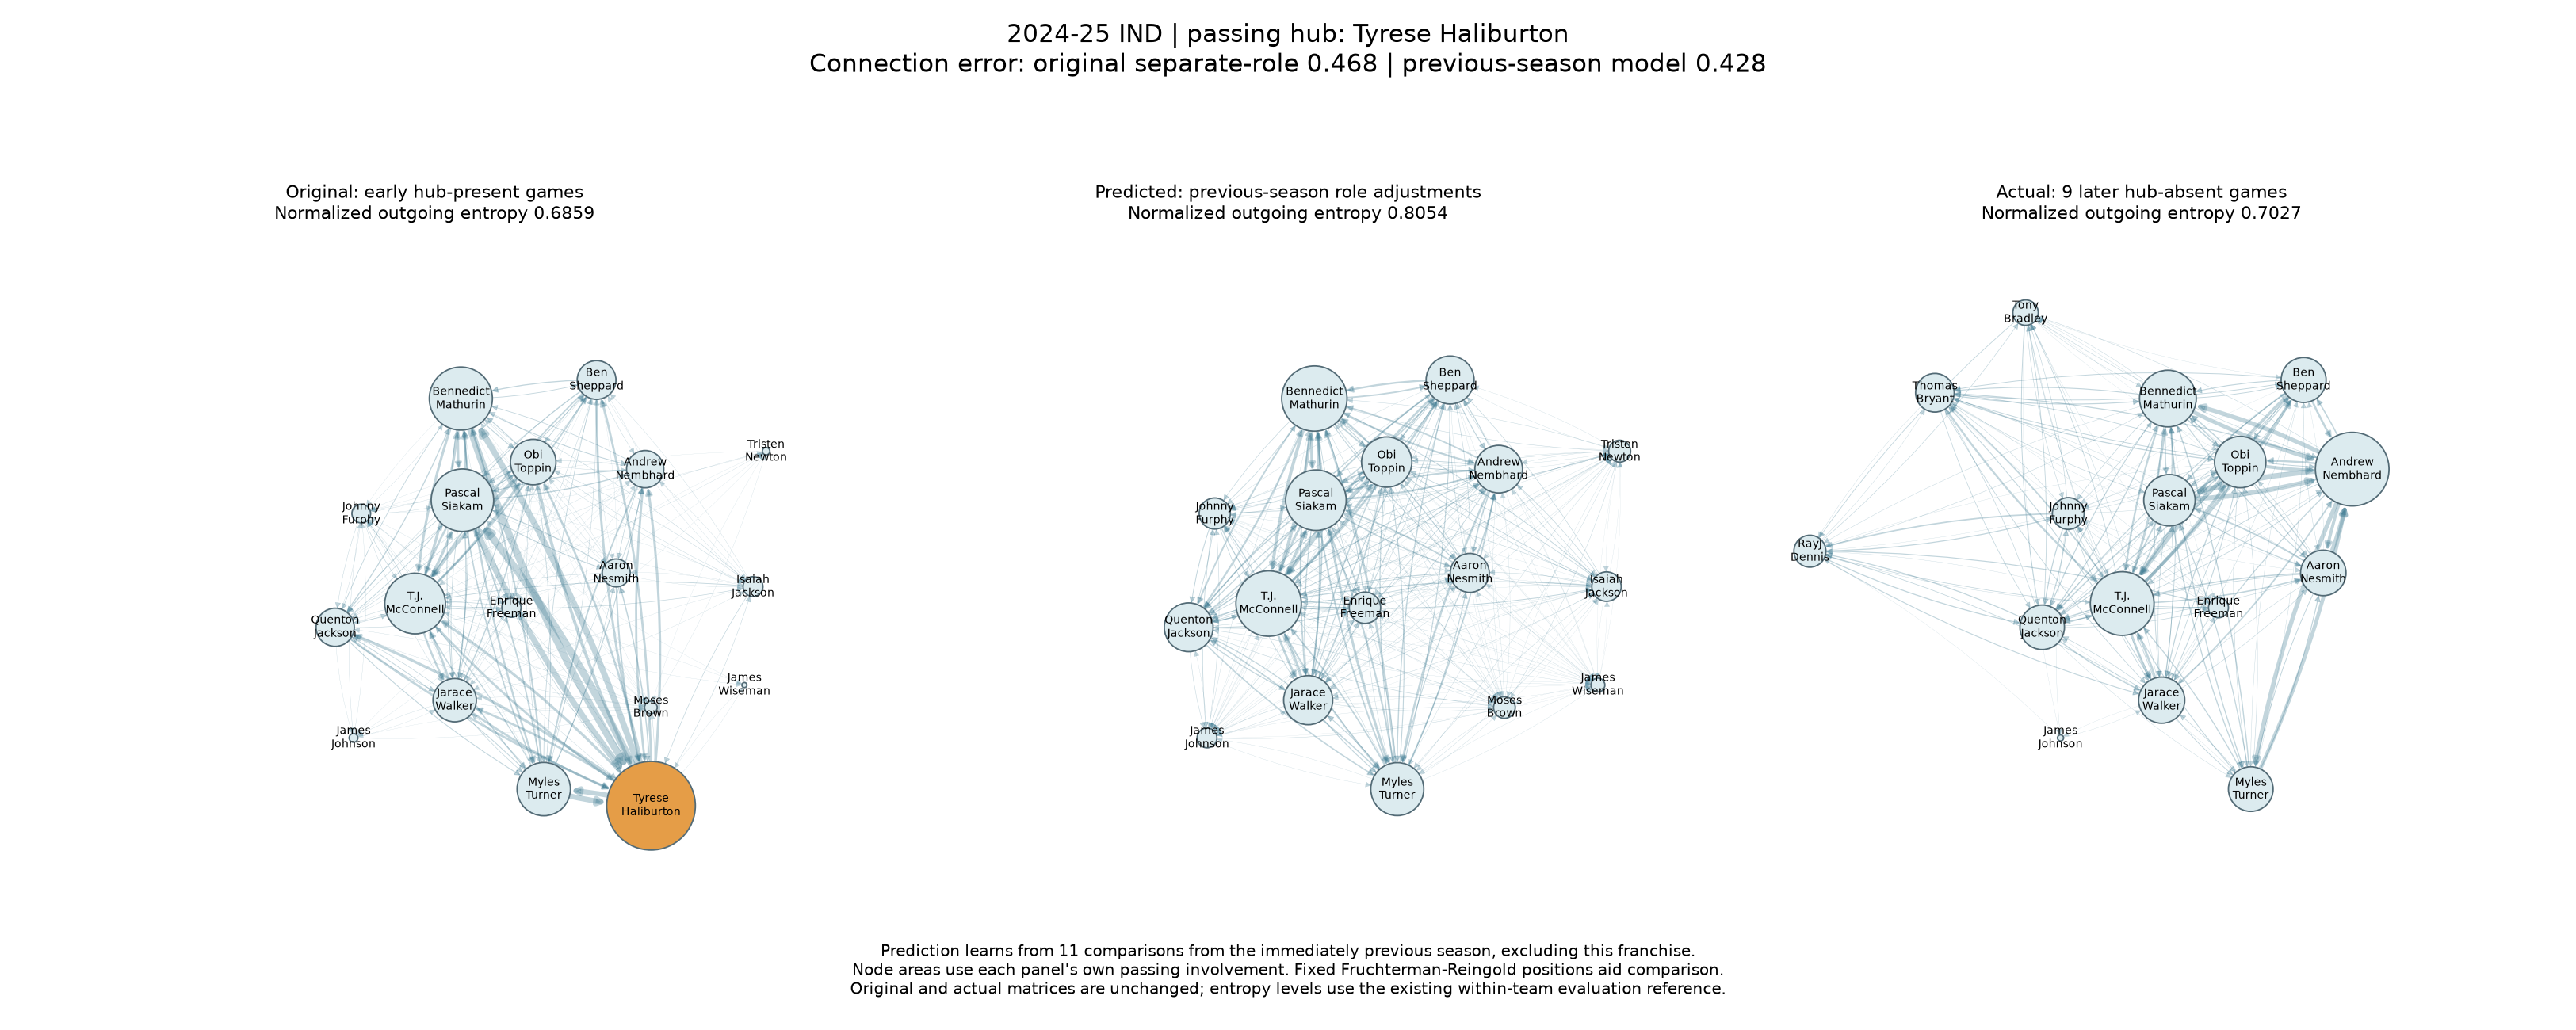 2024-25 IND | passing hub: Tyrese Haliburton
Connection error: original separate-role 0.468 | previous-season model 0.428
Original: early hub-present games
Normalized outgoing entropy 0.6859
Bennedict
Mathurin
Ben
Sheppard
Obi
Toppin
Andrew
Nembhard
Tristen
Newton
Pascal
Siakam
Johnny
Furphy
Aaron
Nesmith
Isaiah
Jackson
T.J.
McConnell
Enrique
Freeman
Quenton
Jackson
James
Wiseman
Jarace
Walker
Moses
Brown
James
Johnson
Myles
Turner
Tyrese
Haliburton
Predicted: previous-season role adjustments
Normalized outgoing entropy 0.8054
Bennedict
Mathurin
Ben
Sheppard
Obi
Toppin
Andrew
Nembhard
Tristen
Newton
Pascal
Siakam
Johnny
Furphy
Aaron
Nesmith
Isaiah
Jackson
T.J.
McConnell
Enrique
Freeman
Quenton
Jackson
James
Wiseman
Jarace
Walker
Moses
Brown
James
Johnson
Myles
Turner
Actual: 9 later hub-absent games
Normalized outgoing entropy 0.7027
Tony
Bradley
Thomas
Bryant
Bennedict
Mathurin
Ben
Sheppard
Obi
Toppin
Andrew
Nembhard
Pascal
Siakam
Johnny
Furphy
RayJ
Dennis
Aaron
Nesmith
T.J.
McConnell
Enrique
Freeman
Quenton
Jackson
Jarace
Walker
James
Johnson
Myles
Turner
Prediction learns from 11 comparisons from the immediately previous season, excluding this franchise.
Node areas use each panel's own passing involvement. Fixed Fruchterman-Reingold positions aid comparison.
Original and actual matrices are unchanged; entropy levels use the existing within-team evaluation reference.